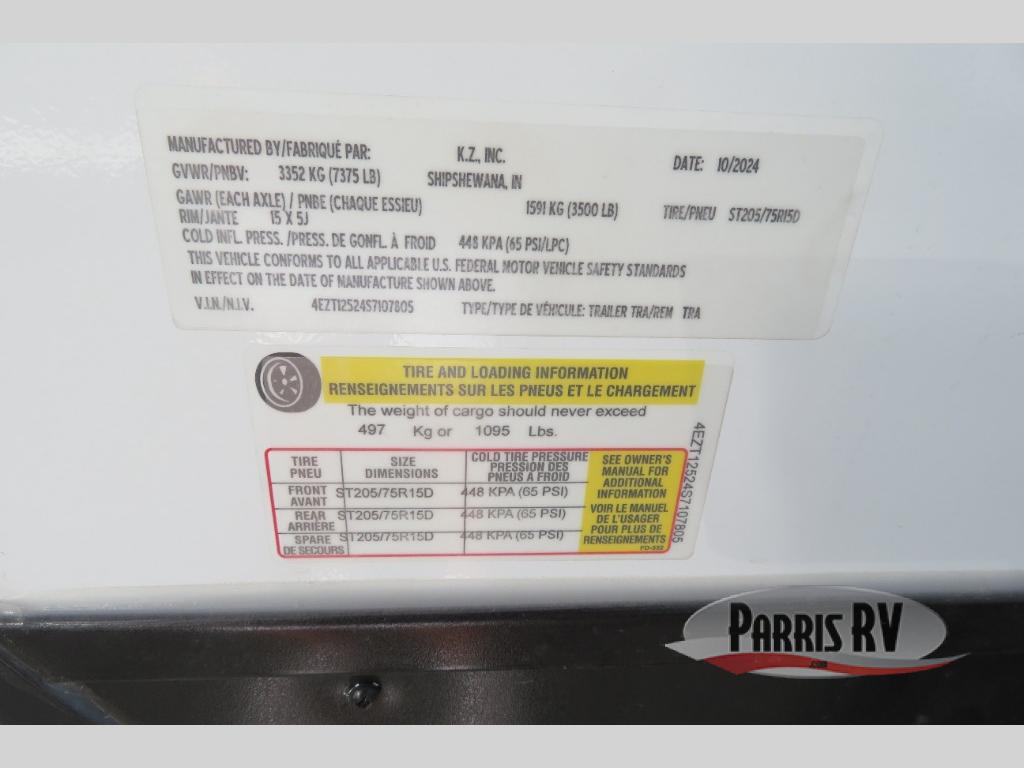 MANUFACTURED BY/FABRIQUÉ PAR: K.Z., INC. DATE: 10/2024
GVWR/PNBV: 3352 KG (7375 LB) SHIPSHEWANA, IN
GAWR (EACH AXLE) / PNBE (CHAQUE ESSIEU) 1591 KG (3500 LB) TIRE/PNEU ST205/75R15D
RIM/JANTE 15 X 5J
COLD INFL. PRESS. /PRESS. DE GONFL. À FROID 448 KPA (65 PSI/LPC)
THIS VEHICLE CONFORMS TO ALL APPLICABLE U.S. FEDERAL MOTOR VEHICLE SAFETY STANDARDS
IN EFFECT ON THE DATE OF MANUFACTURE SHOWN ABOVE.
V.I.N./N.I.V. 4EZT12524S7107805 TYPE/TYPE DE VÉHICULE: TRAILER TRA/REM TRA
TIRE AND LOADING INFORMATION
RENSEIGNEMENTS SUR LES PNEUS ET LE CHARGEMENT
The weight of cargo should never exceed
497 Kg or 1095 Lbs.
TIRE
PNEU
SIZE
DIMENSIONS
COLD TIRE PRESSURE
PRESSION DES
PNEUS A FROID
FRONT
AVANT
ST205/75R15D 448 KPA (65 PSI)
REAR
ARRIÈRE
ST205/75R15D 448 KPA (65 PSI)
SPARE
DE SECOURS
ST205/75R15D 448 KPA (65 PSI)
SEE OWNER'S
MANUAL FOR
ADDITIONAL
INFORMATION
VOIR LE MANUEL
DE L'USAGER
POUR PLUS DE
RENSEIGNEMENTS
PD-332
4EZT12524S7107805
PARRIS RV
.com